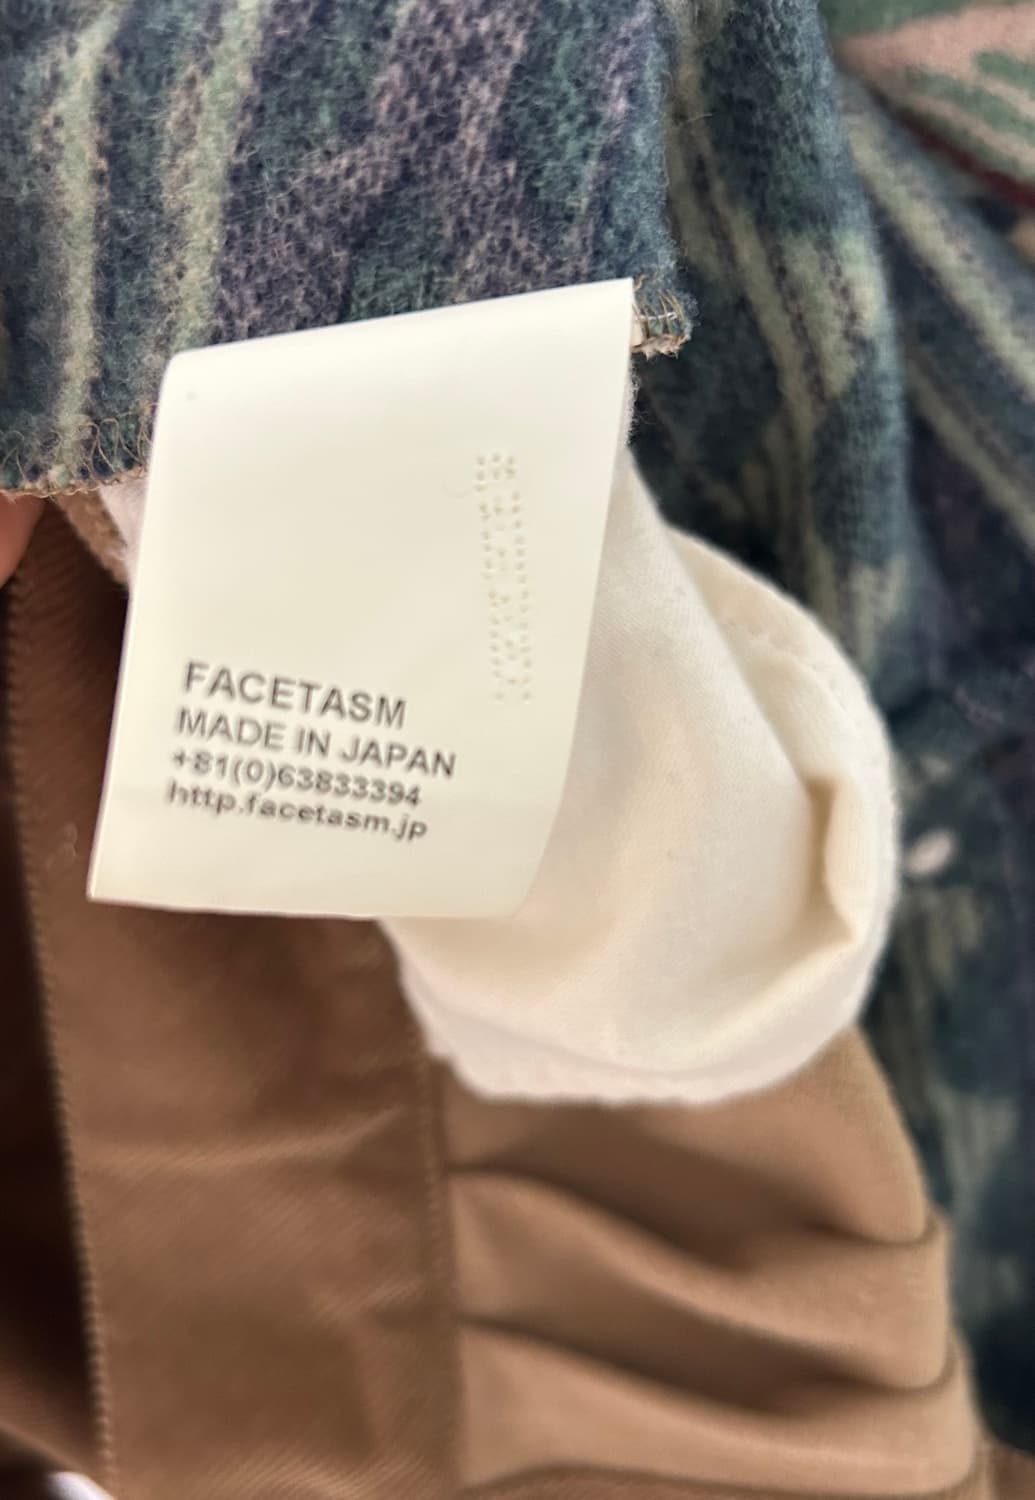 FACETASM
MADE IN JAPAN
+81(0)63833394
http.facetasm.jp